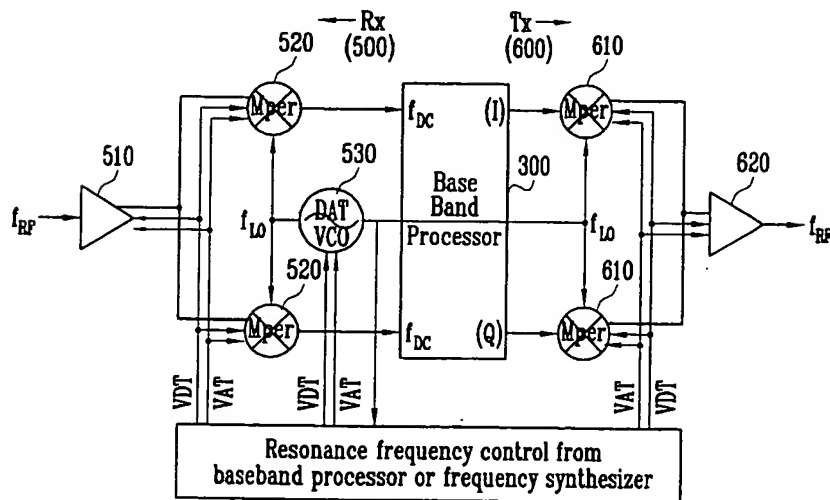 Rx
(500)
Tx
(600)
520
610
Mper
f_DC
(I)
Mper
510
530
300
620
f_RF
DAT
VCO
f_LO
Base
Band
Processor
f_LO
f_RF
520
610
Mper
f_DC
(Q)
Mper
VDT
VAT
VDT
VAT
VAT
VDT
Resonance frequency control from
baseband processor or frequency synthesizer